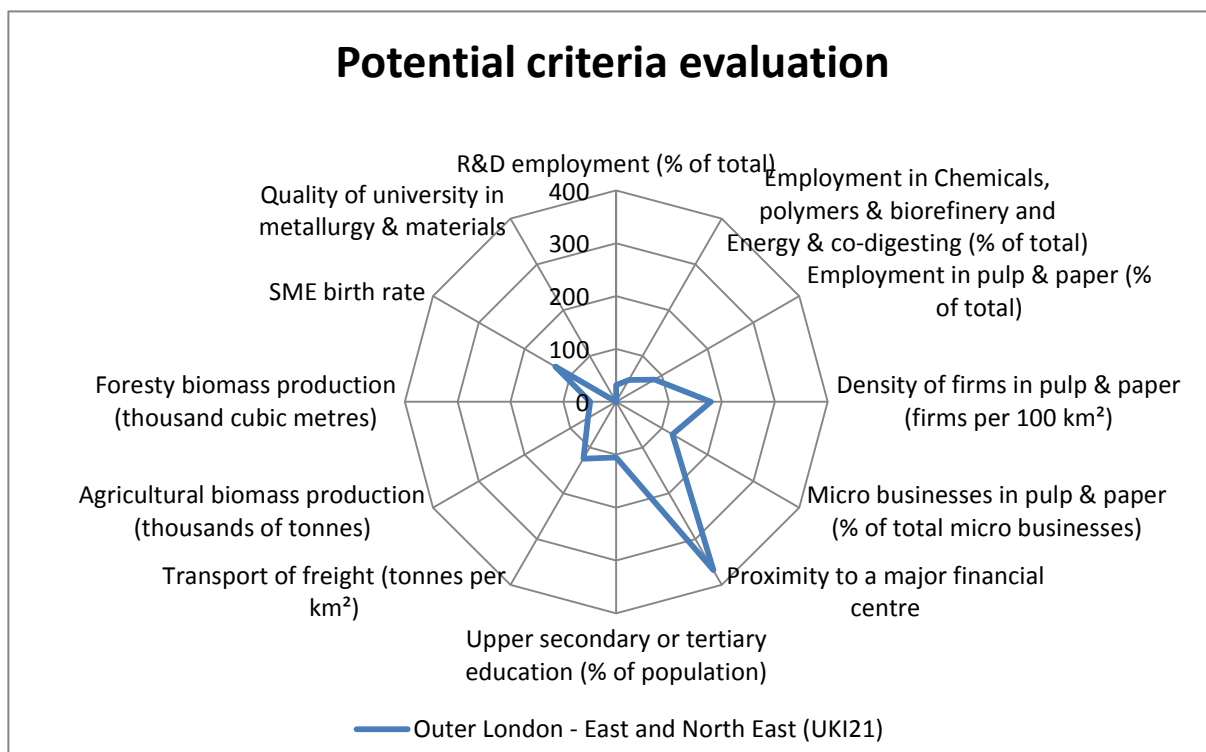 Potential criteria evaluation
R&D employment (% of total)
Employment in Chemicals,
polymers & biorefinery and
Energy & co-digesting (% of total)
Employment in pulp & paper (%
of total)
Density of firms in pulp & paper
(firms per 100 km²)
Micro businesses in pulp & paper
(% of total micro businesses)
Proximity to a major financial
centre
Upper secondary or tertiary
education (% of population)
Transport of freight (tonnes per
km²)
Agricultural biomass production
(thousands of tonnes)
Foresty biomass production
(thousand cubic metres)
SME birth rate
Quality of university in
metallurgy & materials
400
300
200
100
0
Outer London - East and North East (UKI21)